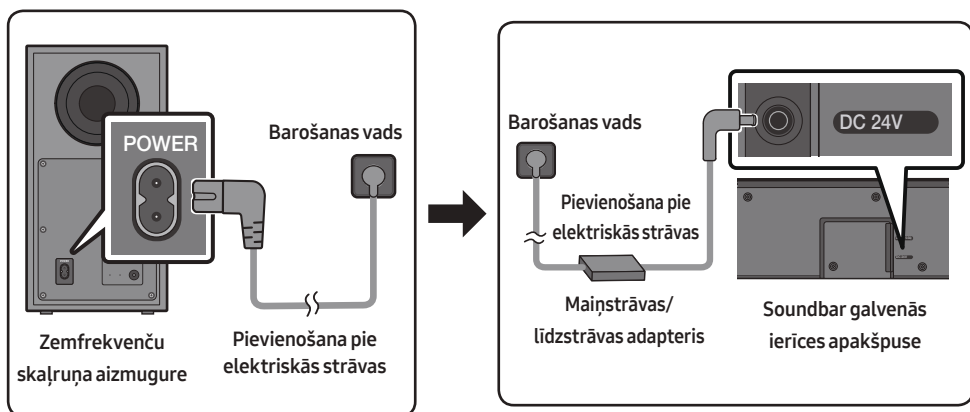 POWER
Barošanas vads
Zemfrekvenču
skaļruņa aizmugure
Pievienošana pie
elektriskās strāvas
Barošanas vads
Pievienošana pie
elektriskās strāvas
Maiņstrāvas/
līdzstrāvas adapteris
DC 24V
Soundbar galvenās
ierīces apakšpuse